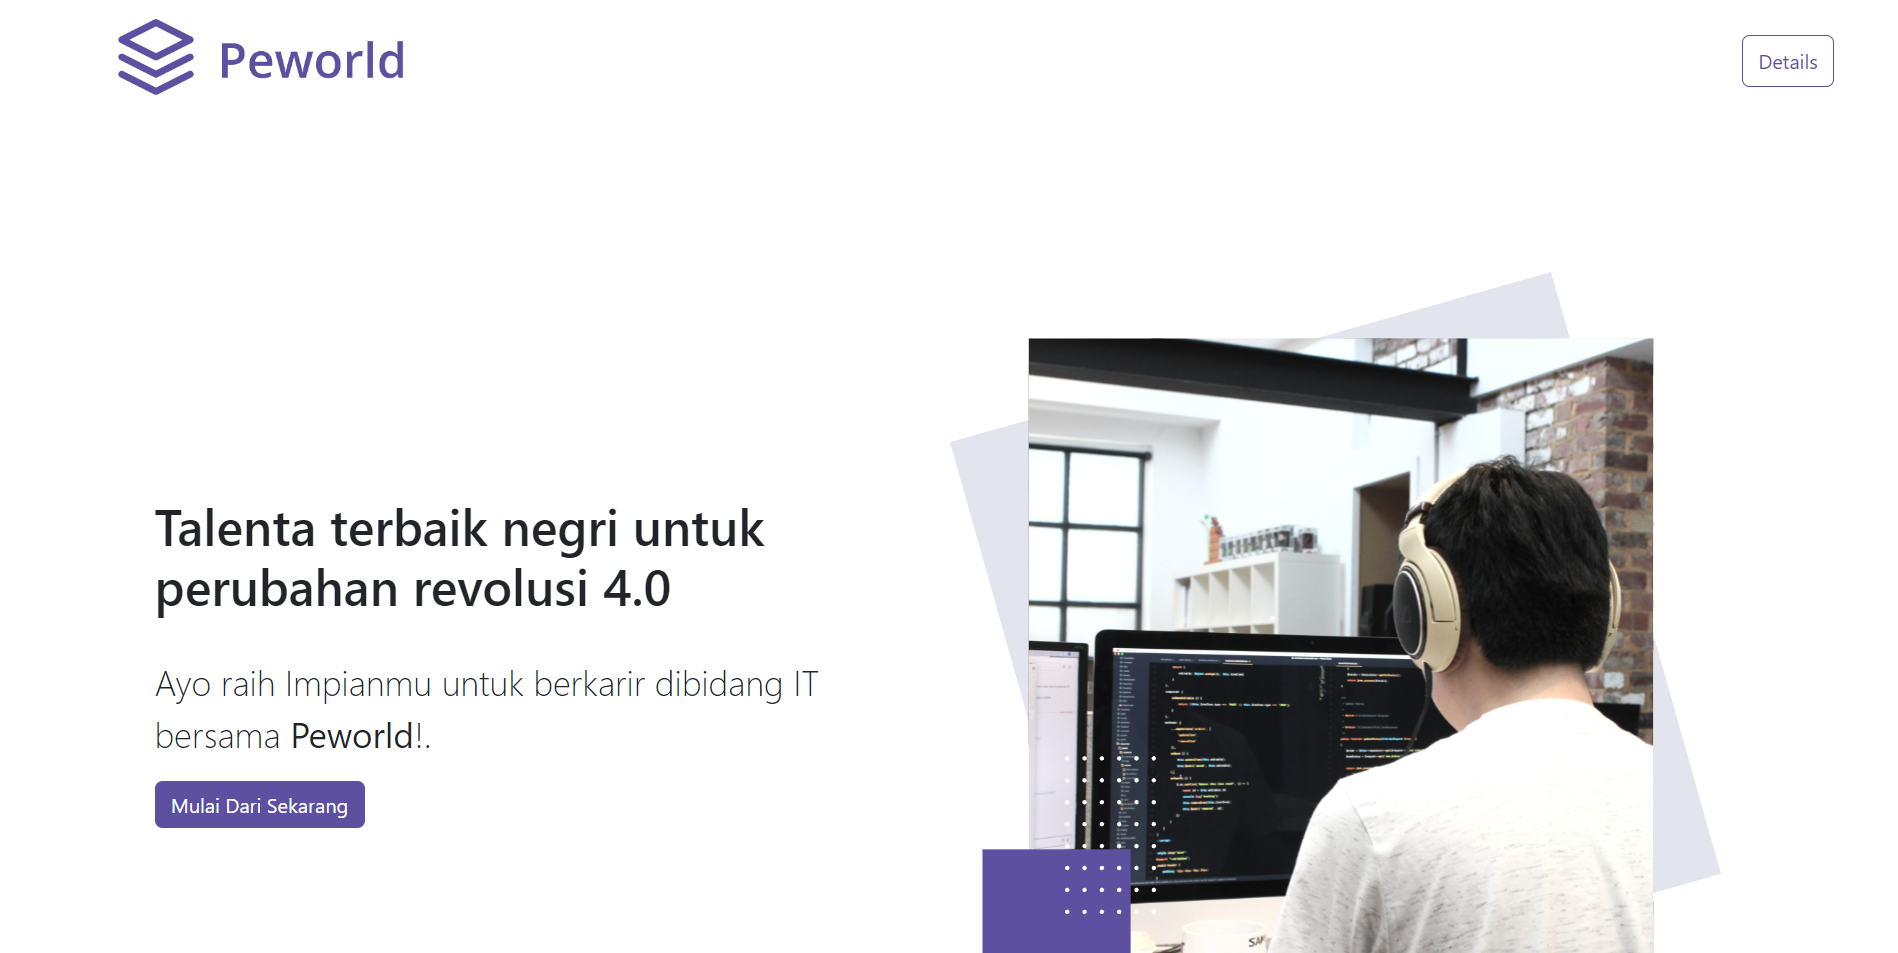 Peworld
Details
Talenta terbaik negri untuk
perubahan revolusi 4.0
Ayo raih Impianmu untuk berkarir dibidang IT
bersama Peworld!.
Mulai Dari Sekarang